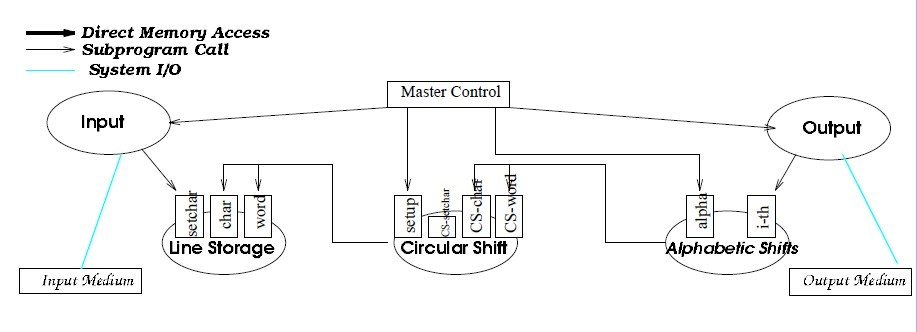 Direct Memory Access
Subprogram Call
System I/O
Master Control
Input
Output
setchar
char
word
setup
CS-setchar
CS-char
CS-word
alpha
i-th
Line Storage
Circular Shift
Alphabetic Shifts
Input Medium
Output Medium